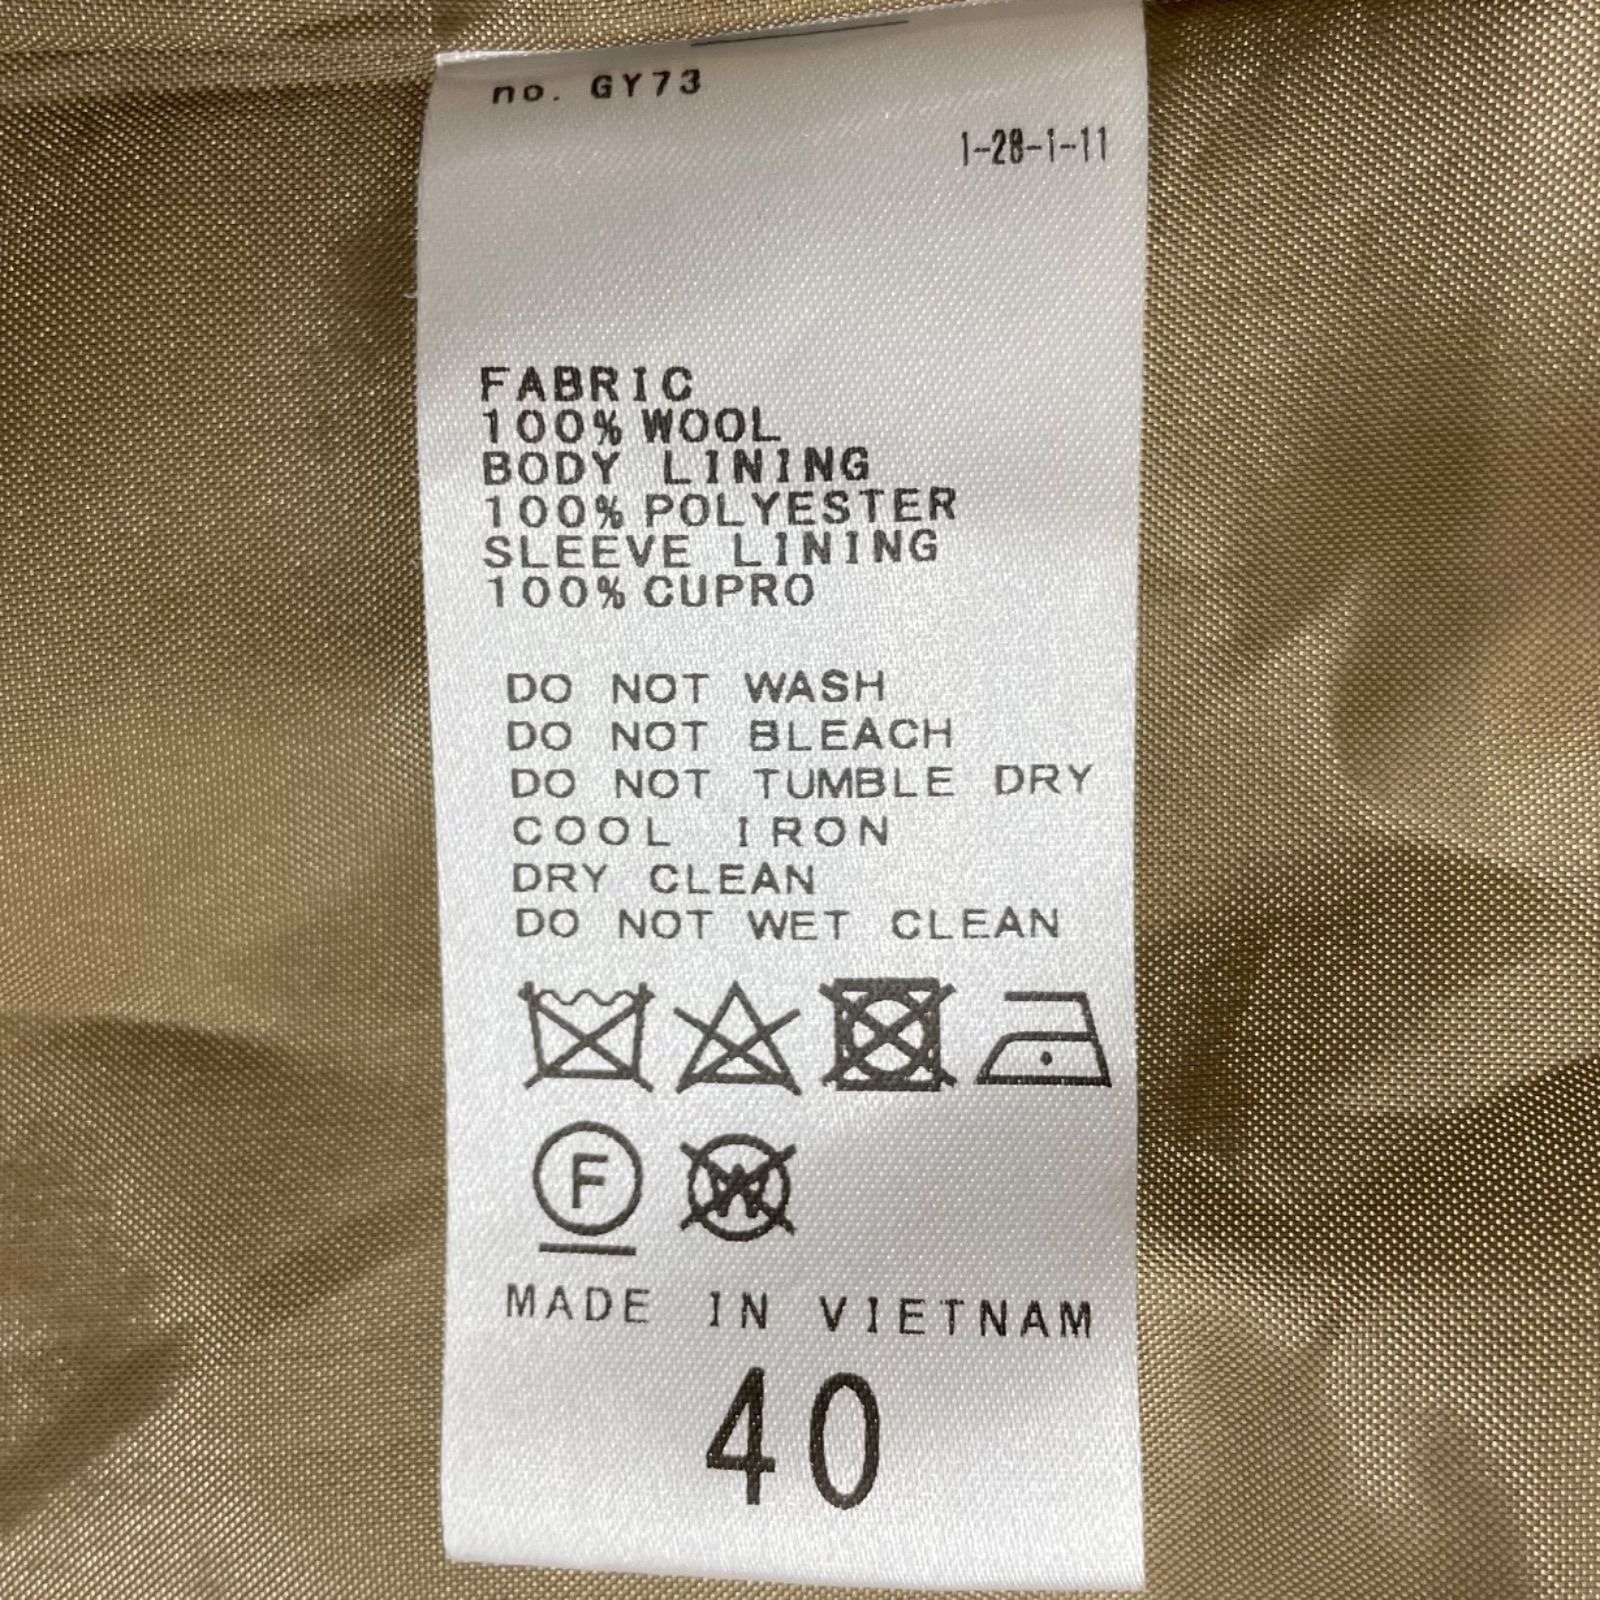 no. GY73
1-28-1-11
FABRIC
100% WOOL
BODY LINING
100% POLYESTER
SLEEVE LINING
100% CUPRO
DO NOT WASH
DO NOT BLEACH
DO NOT TUMBLE DRY
COOL IRON
DRY CLEAN
DO NOT WET CLEAN
F W
MADE IN VIETNAM
40